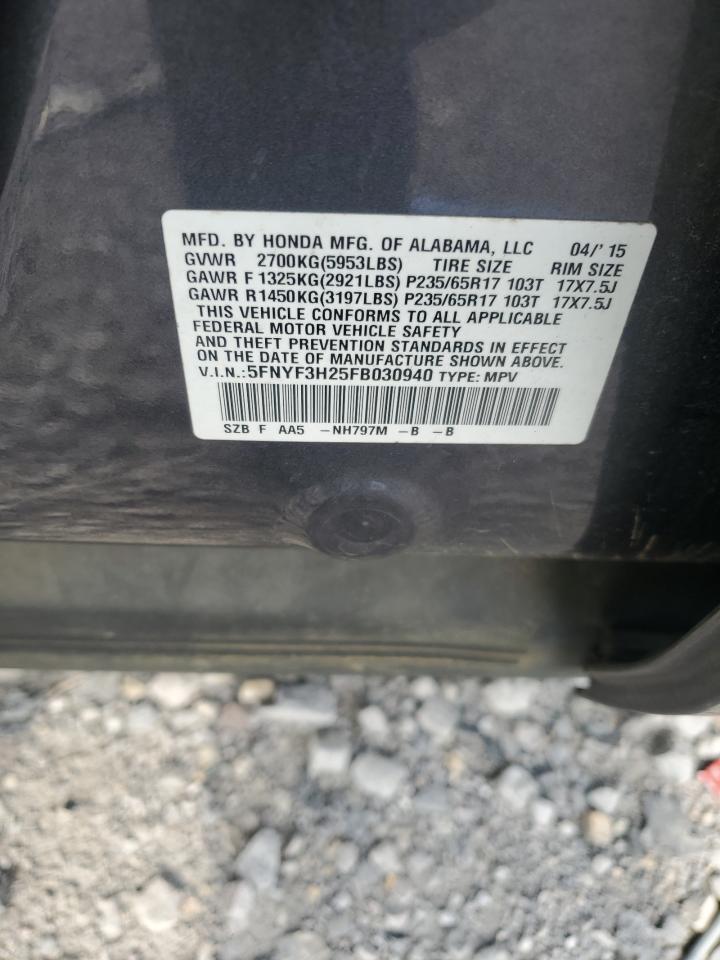 MFD. BY HONDA MFG. OF ALABAMA, LLC 04/'15
GVWR 2700KG(5953LBS) TIRE SIZE RIM SIZE
GAWR F 1325KG(2921LBS) P235/65R17 103T 17X7.5J
GAWR R1450KG(3197LBS) P235/65R17 103T 17X7.5J
THIS VEHICLE CONFORMS TO ALL APPLICABLE
FEDERAL MOTOR VEHICLE SAFETY
AND THEFT PREVENTION STANDARDS IN EFFECT
ON THE DATE OF MANUFACTURE SHOWN ABOVE.
V.I.N.:5FNYF3H25FB030940 TYPE: MPV
SZB F AA5 -NH797M -B -B